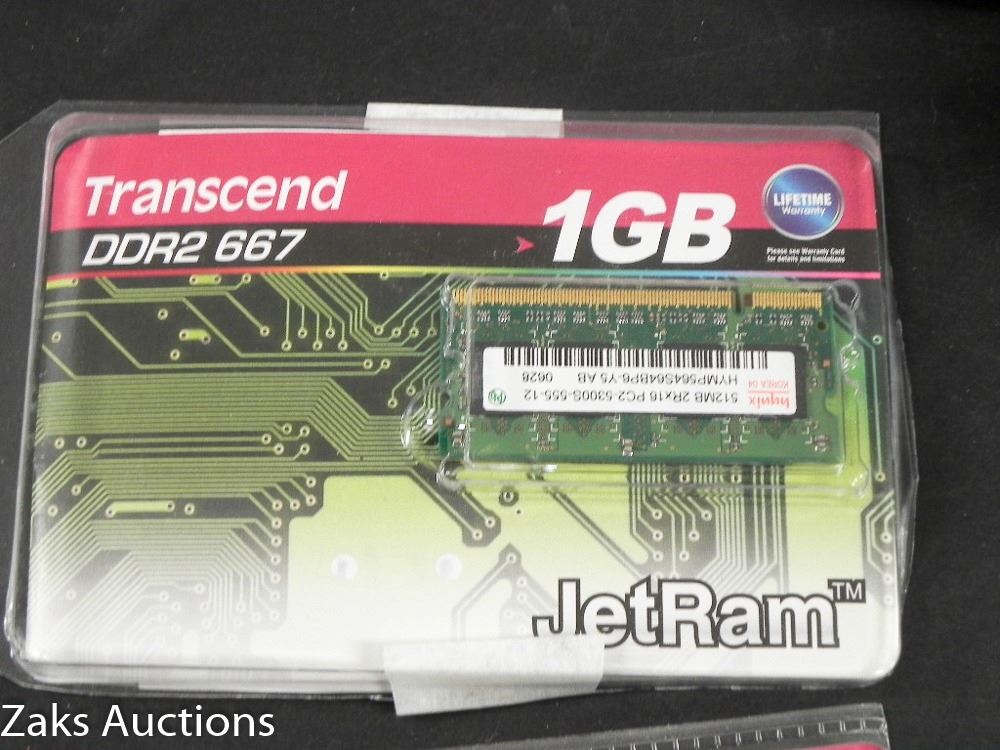 Transcend
DDR2 667
1GB
LIFETIME
Warranty
Please see Warranty Card
for details and limitations
hynix
KOREA 04
512MB 2Rx16 PC2-5300S-555-12
HYMP564S64BP6-Y5 AB
0628
JetRam™
Zaks Auctions